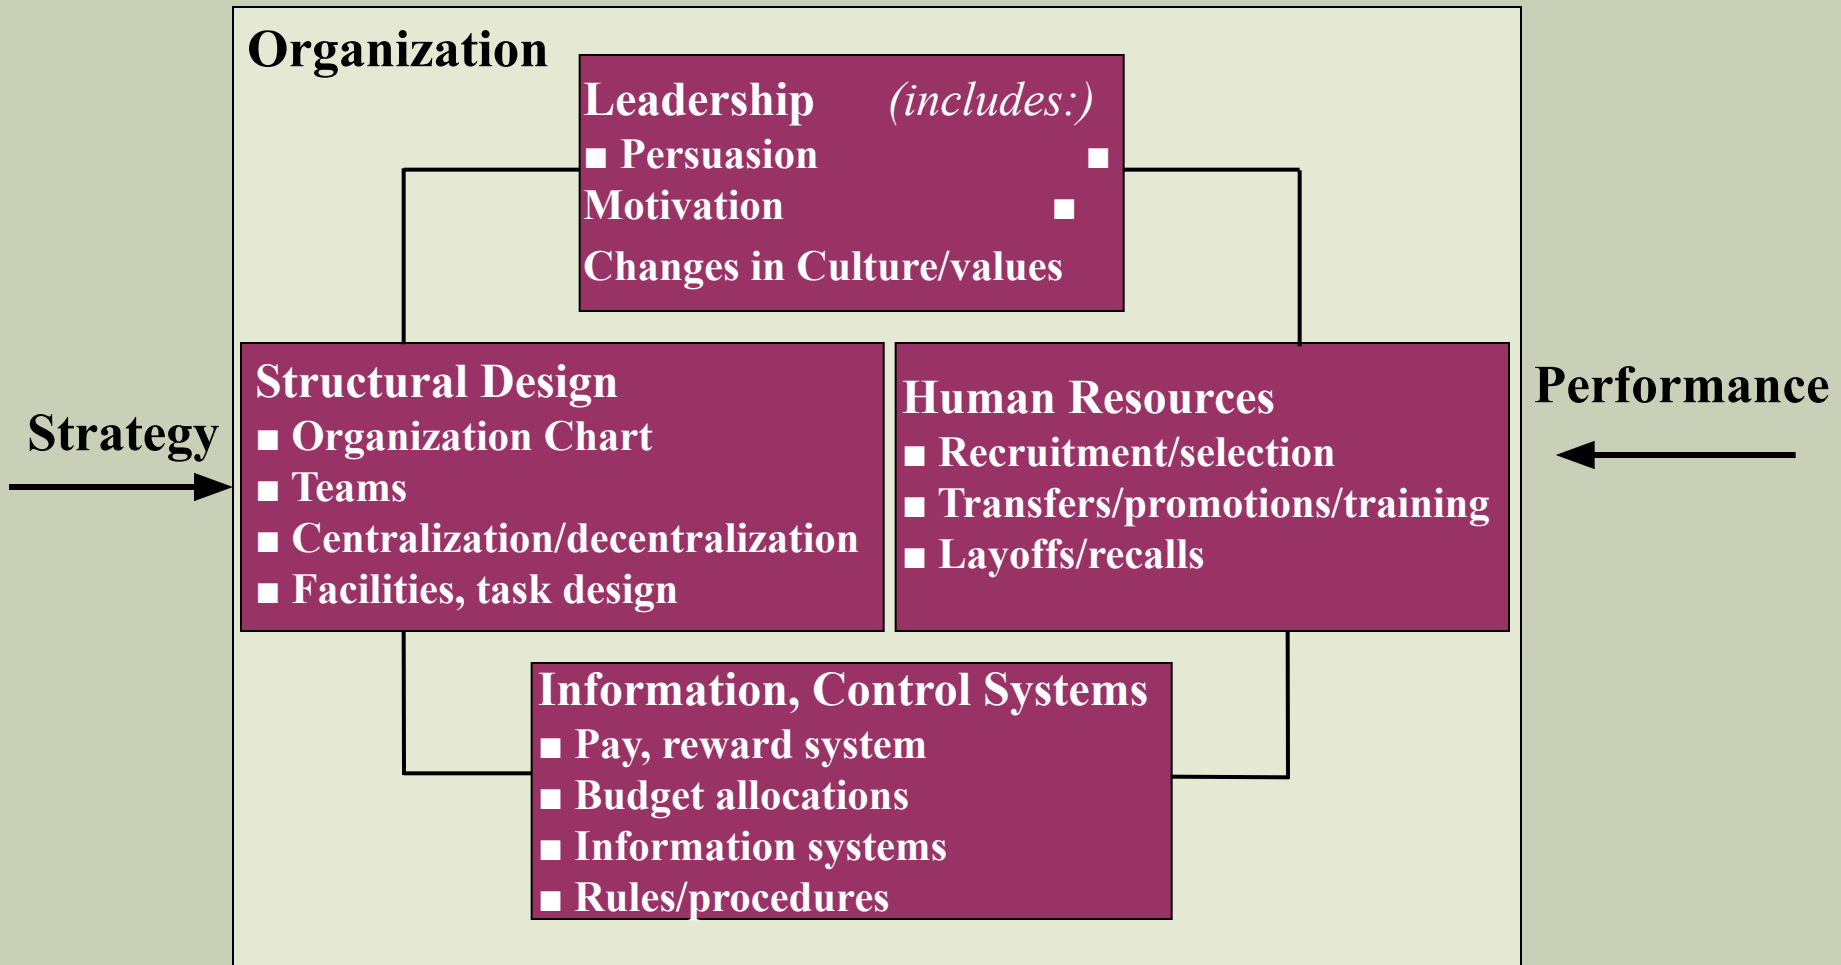 Organization
Leadership (includes:)
■ Persuasion ■
Motivation ■
Changes in Culture/values
Strategy
Structural Design
■ Organization Chart
■ Teams
■ Centralization/decentralization
■ Facilities, task design
Human Resources
■ Recruitment/selection
■ Transfers/promotions/training
■ Layoffs/recalls
Performance
Information, Control Systems
■ Pay, reward system
■ Budget allocations
■ Information systems
■ Rules/procedures